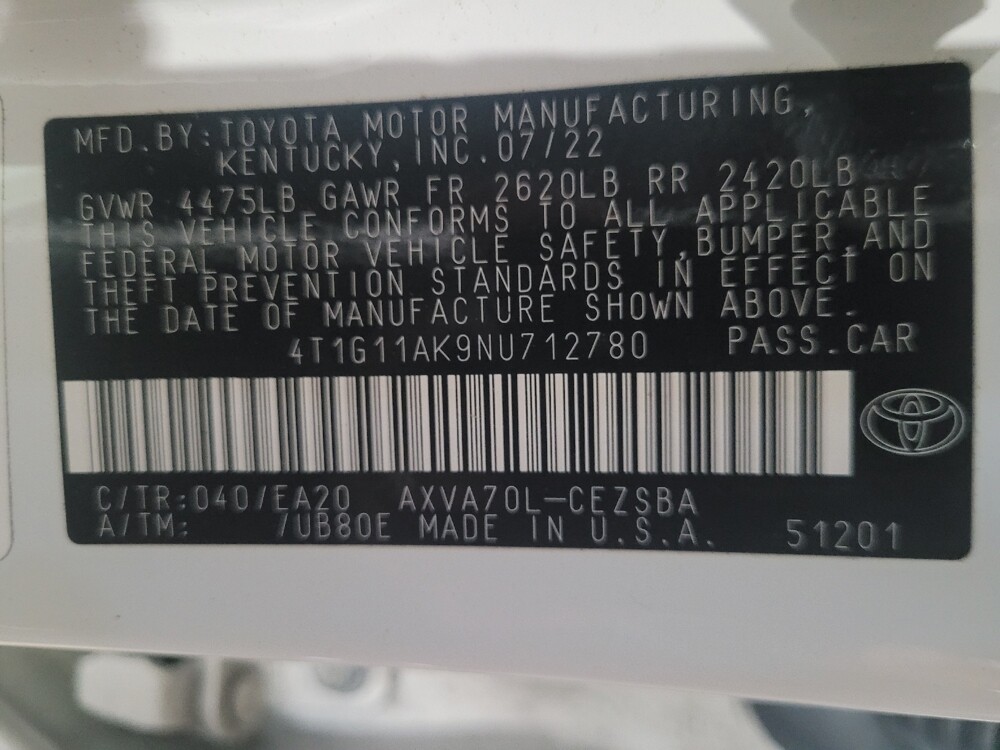 MFD.BY:TOYOTA MOTOR MANUFACTURING,
KENTUCKY,INC.07/22
GVWR 4475LB GAWR FR 2620LB RR 2420LB
THIS VEHICLE CONFORMS TO ALL APPLICABLE
FEDERAL MOTOR VEHICLE SAFETY,BUMPER,AND
THEFT PREVENTION STANDARDS IN EFFECT ON
THE DATE OF MANUFACTURE SHOWN ABOVE.
4T1G11AK9NU712780 PASS.CAR
C/TR:040/EA20 AXVA70L-CEZSBA
A/TM: /UB80E MADE IN U.S.A. 51201